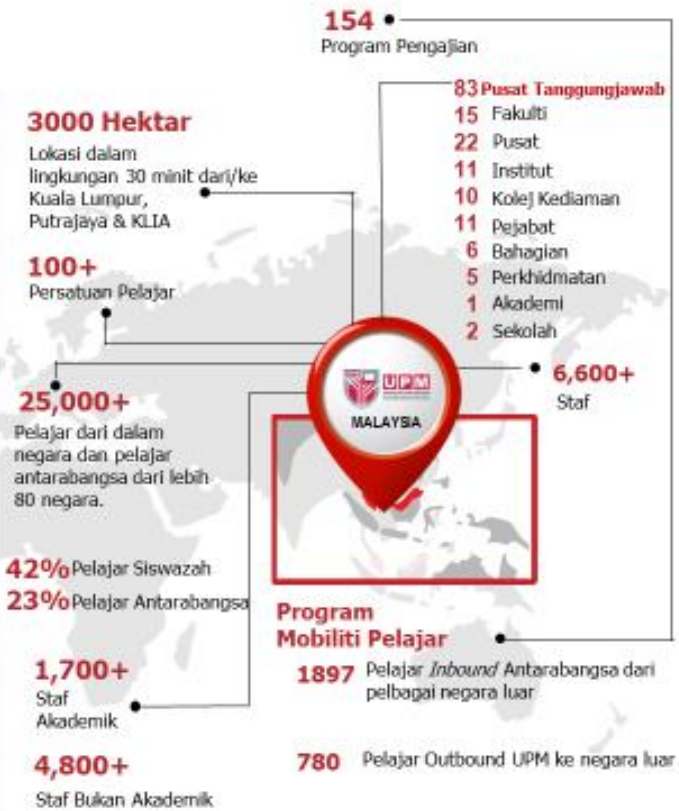 154
Program Pengajian
83 Pusat Tanggungjawab
15 Fakulti
22 Pusat
11 Institut
10 Kolej Kediaman
11 Pejabat
6 Bahagian
5 Perkhidmatan
1 Akademi
2 Sekolah
3000 Hektar
Lokasi dalam
lingkungan 30 minit dari/ke
Kuala Lumpur,
Putrajaya & KLIA
100+
Persatuan Pelajar
25,000+
Pelajar dari dalam
negara dan pelajar
antarabangsa dari lebih
80 negara.
UPM
MALAYSIA
6,600+
Staf
42% Pelajar Siswazah
23% Pelajar Antarabangsa
1,700+
Staf
Akademik
4,800+
Staf Bukan Akademik
Program
Mobiliti Pelajar
1897 Pelajar Inbound Antarabangsa dari
pelbagai negara luar
780 Pelajar Outbound UPM ke negara luar